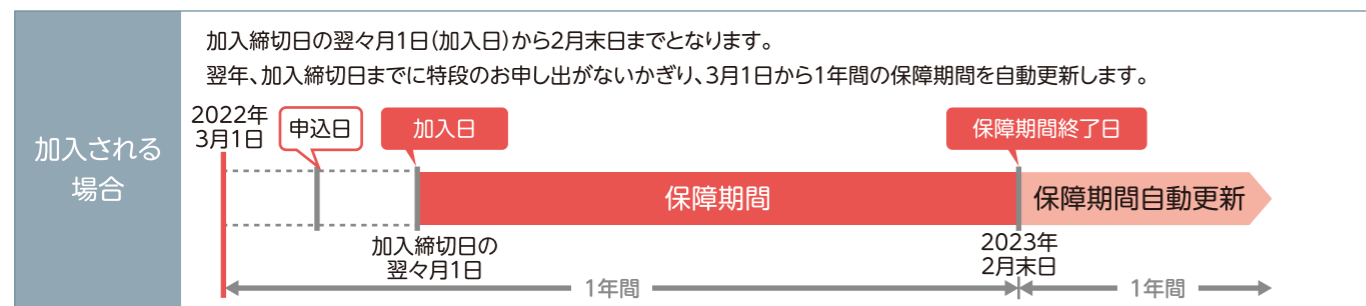 加入される
場合
加入締切日の翌々月1日(加入日)から2月末日までとなります。
翌年、加入締切日までに特段のお申し出がないかぎり、3月1日から1年間の保障期間を自動更新します。
2022年
3月1日
申込日
加入日
保障期間終了日
保障期間
保障期間自動更新
加入締切日の
翌々月1日
2023年
2月末日
1年間
1年間